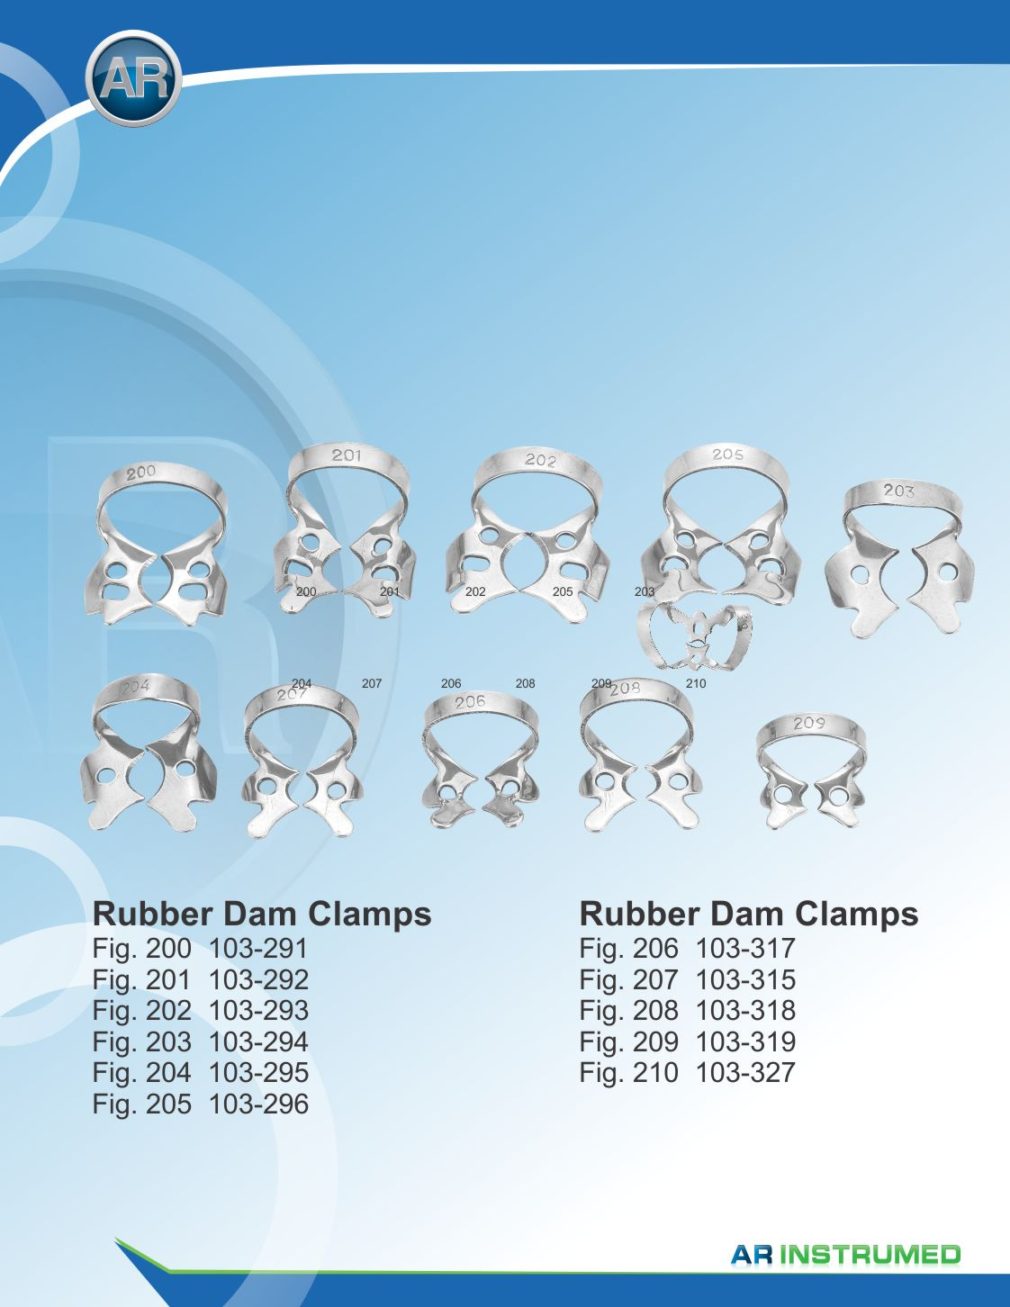 AR
200
201
202
205
203
200 201 202 205 203
204 207 206 208 209 210
204
207
206
208
209
Rubber Dam Clamps
Fig. 200 103-291
Fig. 201 103-292
Fig. 202 103-293
Fig. 203 103-294
Fig. 204 103-295
Fig. 205 103-296
Rubber Dam Clamps
Fig. 206 103-317
Fig. 207 103-315
Fig. 208 103-318
Fig. 209 103-319
Fig. 210 103-327
AR INSTRUMED